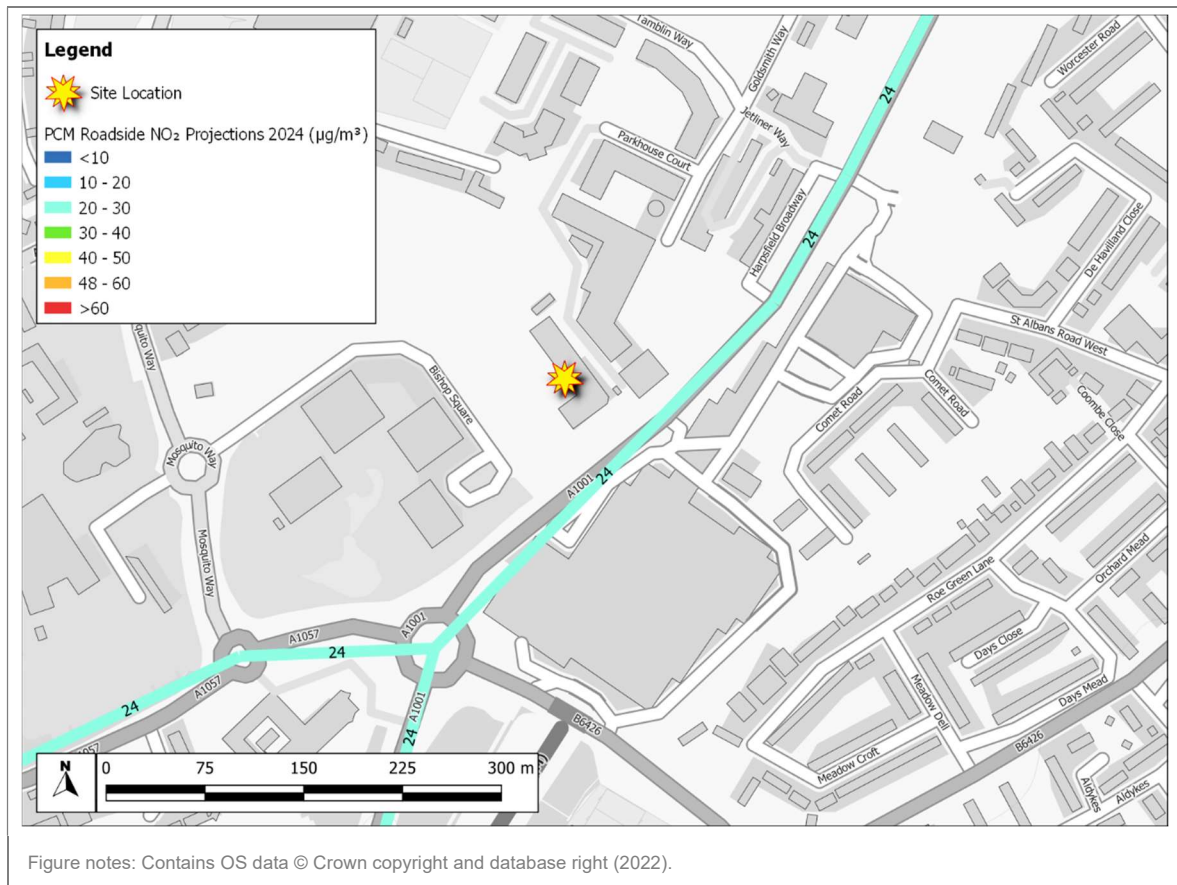 Legend
Site Location
PCM Roadside NO₂ Projections 2024 (µg/m³)
<10
10 - 20
20 - 30
30 - 40
40 - 50
48 - 60
>60
Tamblin Way
Goldsmith Way
Worcester Road
24
Jetliner Way
Parkhouse Court
Harpsfield Broadway
24
De Havilland Close
St Albans Road West
quito Way
Bishop Square
Comet Road
Comet Road
Coombe Close
Mosquito Way
A1001
24
Mosquito Way
Roe Green Lane
Orchard Mead
A1057
24
A1001
Days Close
Days Mead
Meadow Dell
24
A1057
A1001
24
B6426
B6426
Meadow Croft
Aldykes
Aldykes
N
0 75 150 225 300 m
Figure notes: Contains OS data © Crown copyright and database right (2022).